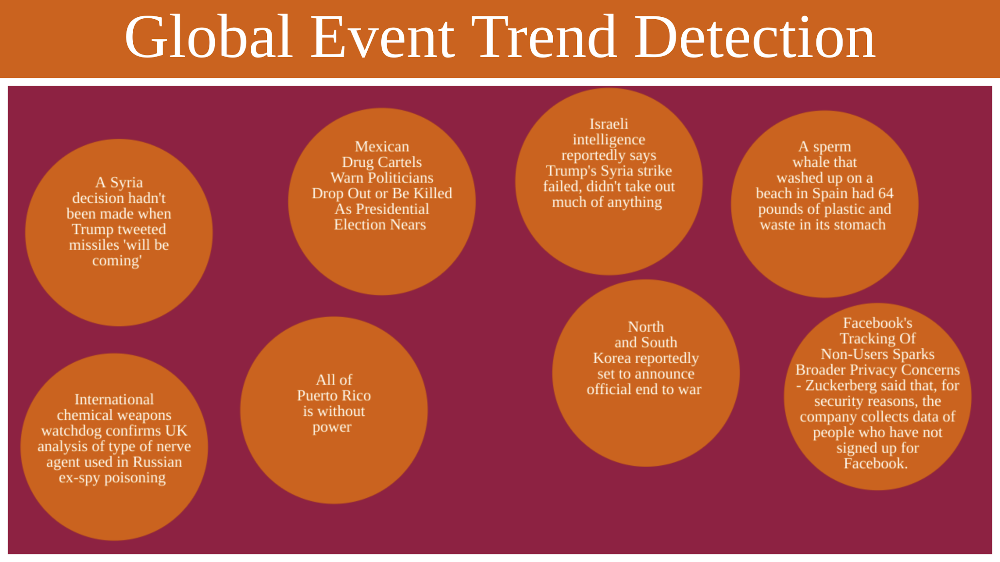 Global Event Trend Detection
A Syria
decision hadn't
been made when
Trump tweeted
missiles 'will be
coming'
Mexican
Drug Cartels
Warn Politicians
Drop Out or Be Killed
As Presidential
Election Nears
Israeli
intelligence
reportedly says
Trump's Syria strike
failed, didn't take out
much of anything
A sperm
whale that
washed up on a
beach in Spain had 64
pounds of plastic and
waste in its stomach
International
chemical weapons
watchdog confirms UK
analysis of type of nerve
agent used in Russian
ex-spy poisoning
All of
Puerto Rico
is without
power
North
and South
Korea reportedly
set to announce
official end to war
Facebook's
Tracking Of
Non-Users Sparks
Broader Privacy Concerns
- Zuckerberg said that, for
security reasons, the
company collects data of
people who have not
signed up for
Facebook.